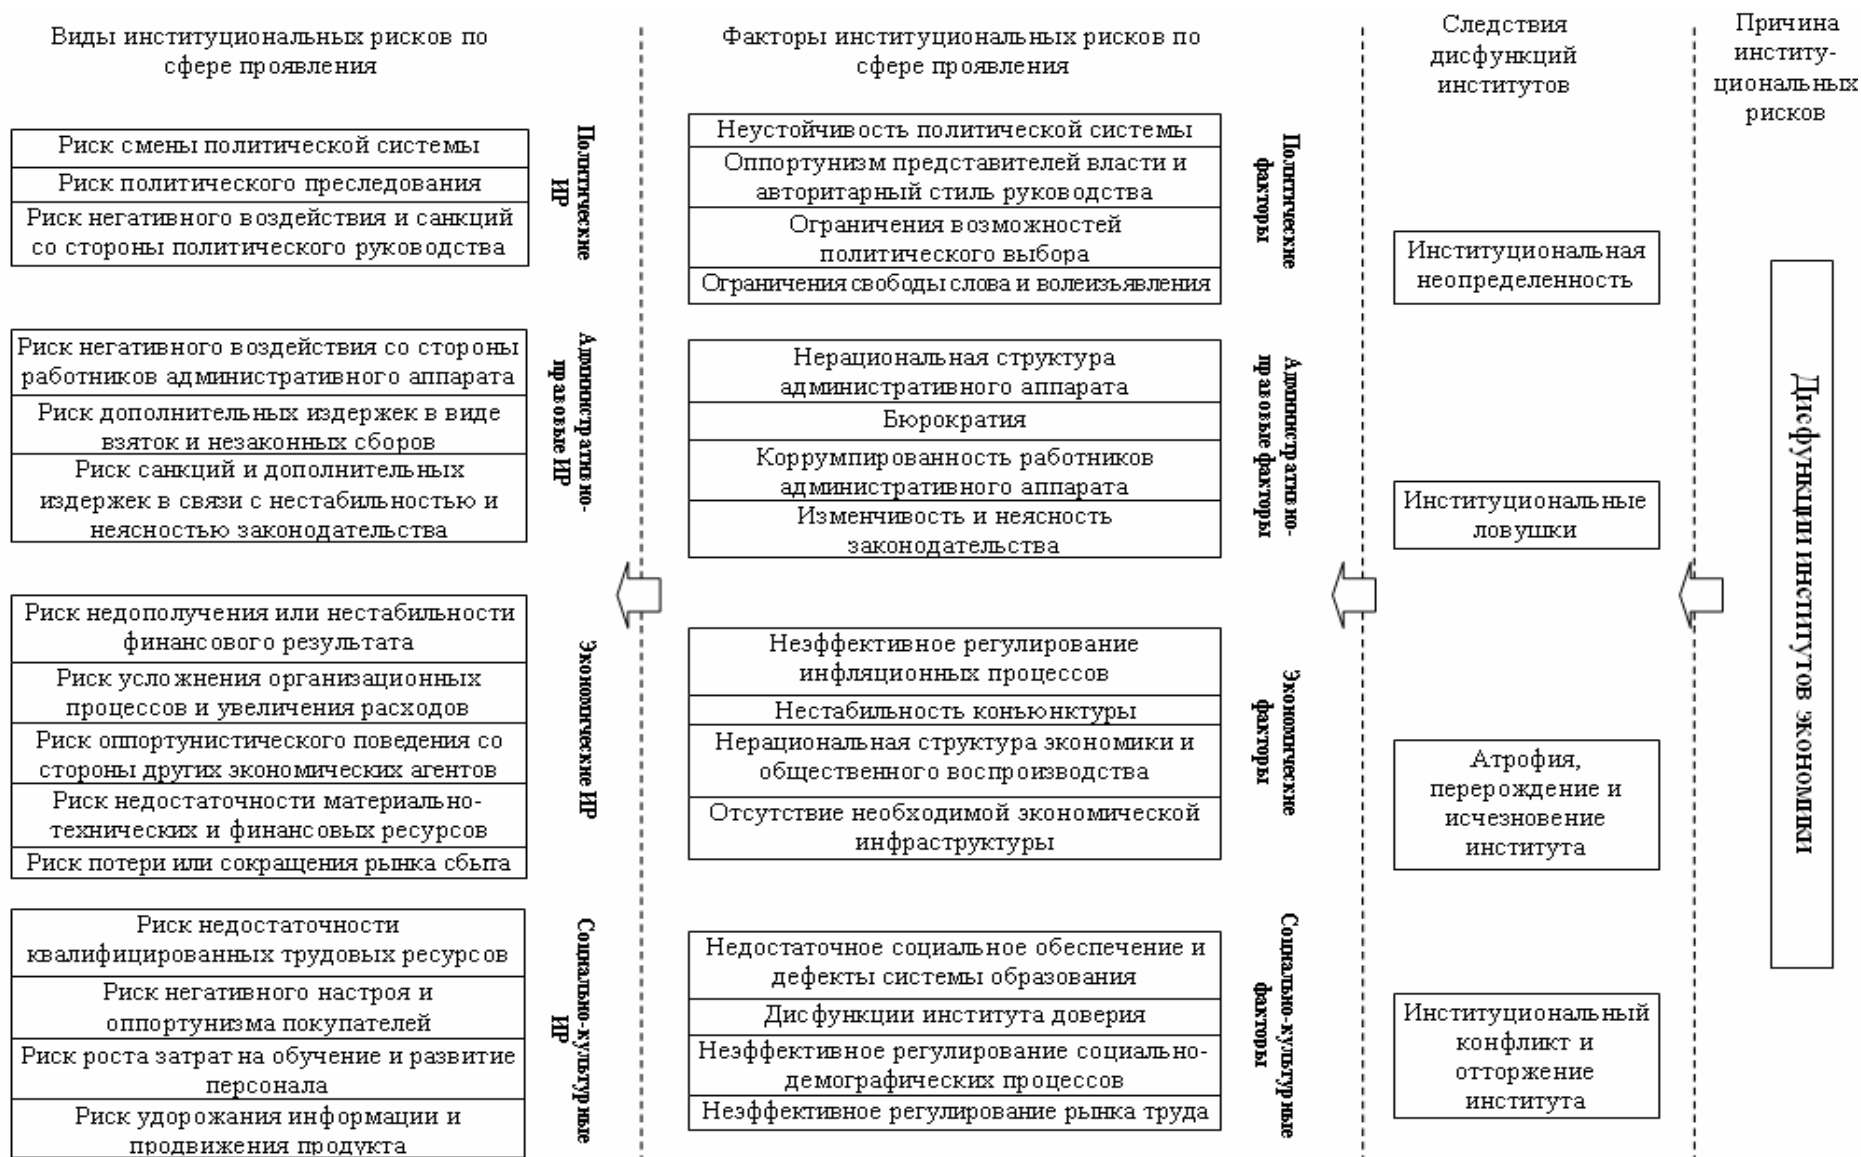 Виды институциональных рисков по
сфере проявления
Риск смены политической системы
Риск политического преследования
Риск негативного воздействия и санкций
со стороны политического руководства
Политические
ИР
Риск негативного воздействия со стороны
работников административного аппарата
Риск дополнительных издержек в виде
взяток и незаконных сборов
Риск санкций и дополнительных
издержек в связи с нестабильностью и
неясностью законодательства
Административно-
правовые ИР
Риск недополучения или нестабильности
финансового результата
Риск усложнения организационных
процессов и увеличения расходов
Риск оппортунистического поведения со
стороны других экономических агентов
Риск недостаточности материально-
технических и финансовых ресурсов
Риск потери или сокращения рынка сбыта
Экономические ИР
Риск недостаточности
квалифицированных трудовых ресурсов
Риск негативного настроя и
оппортунизма покупателей
Риск роста затрат на обучение и развитие
персонала
Риск удорожания информации и
продвижения продукта
Социально-культурные
ИР
Факторы институциональных рисков по
сфере проявления
Неустойчивость политической системы
Оппортунизм представителей власти и
авторитарный стиль руководства
Ограничения возможностей
политического выбора
Ограничения свободы слова и волеизьявления
Политические
факторы
Нерациональная структура
административного аппарата
Бюрократия
Коррумпированность работников
административного аппарата
Изменчивость и неясность
законодательства
Административно-
правовые факторы
Неэффективное регулирование
инфляционных процессов
Нестабильность коньюнктуры
Нерациональная структура экономики и
общественного воспроизводства
Отсутствие необходимой экономической
инфраструктуры
Экономические
факторы
Недостаточное социальное обеспечение и
дефекты системы образования
Дисфункции института доверия
Неэффективное регулирование социально-
демографических процессов
Неэффективное регулирование рынка труда
Социально-культурные
факторы
Следствия
дисфункций
институтов
Институциональная
неопределенность
Институциональные
ловушки
Атрофия,
перерождение и
исчезновение
института
Институциональный
конфликт и
отторжение
института
Причина
институ-
циональных
рисков
Дисфункции институтов экономики